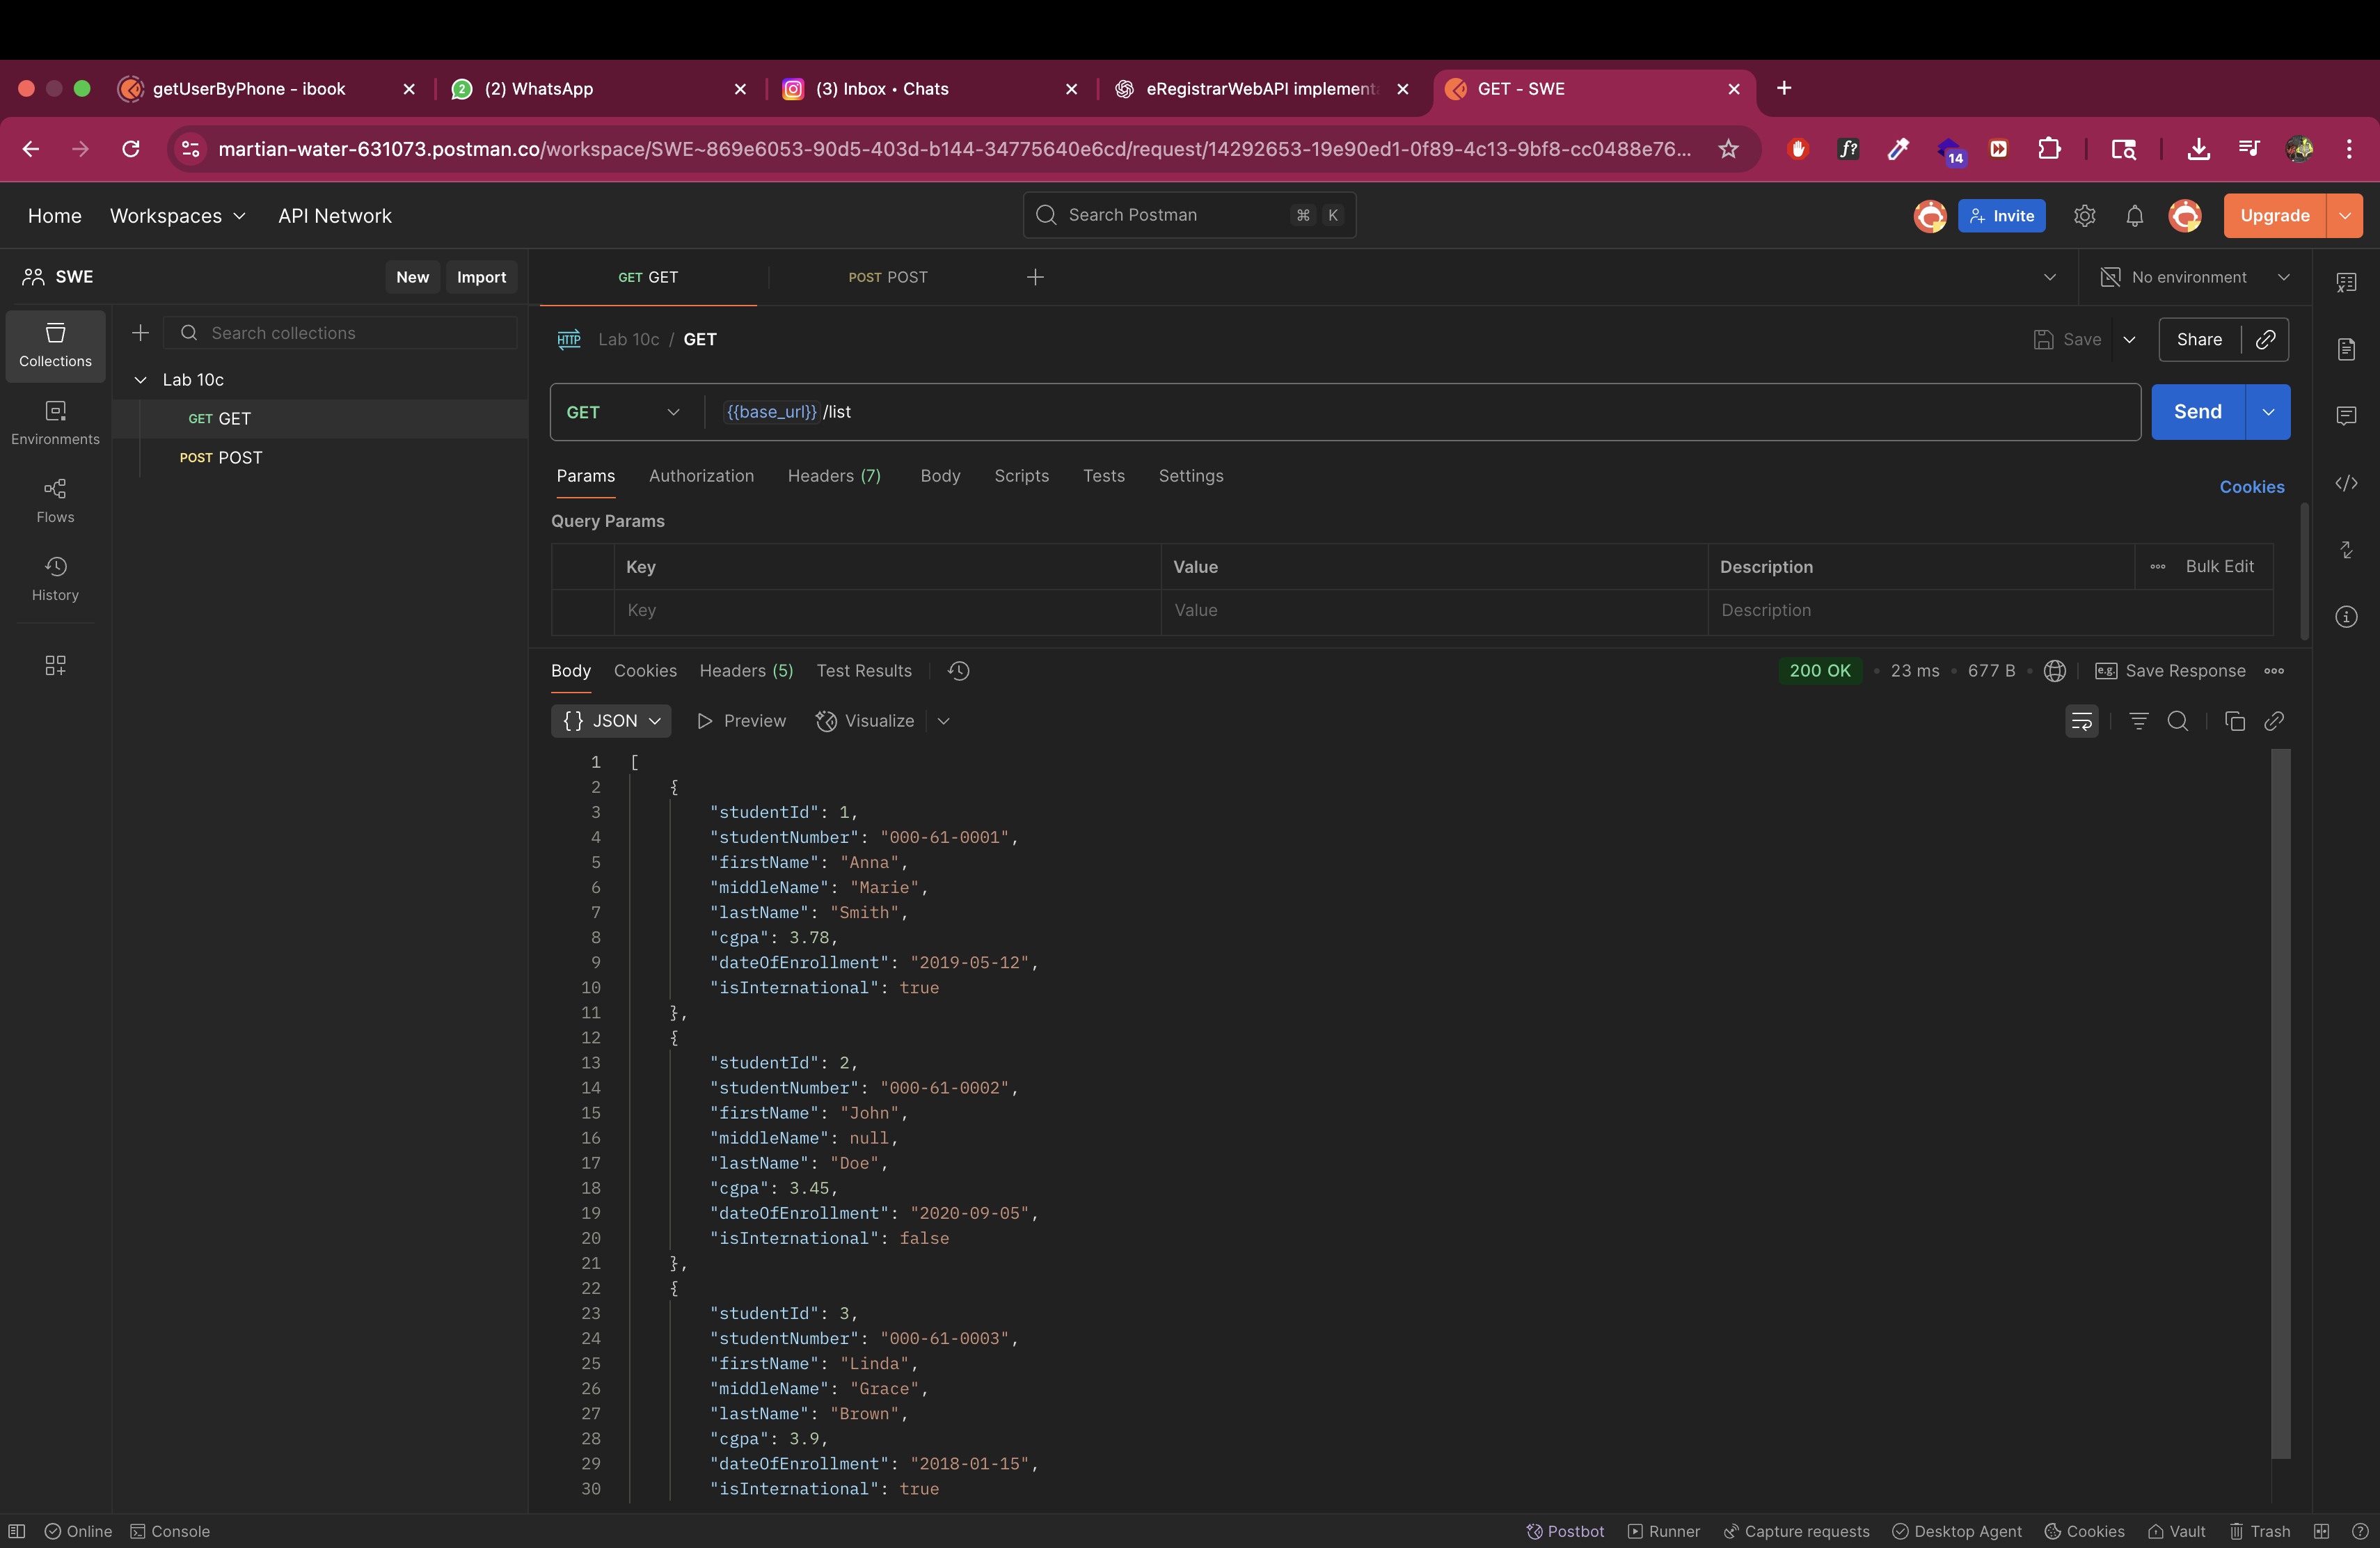 getUserByPhone - ibook
(2) WhatsApp
(3) Inbox • Chats
eRegistrarWebAPI implementa
GET - SWE
martian-water-631073.postman.co/workspace/SWE~869e6053-90d5-403d-b144-34775640e6cd/request/14292653-19e90ed1-0f89-4c13-9bf8-cc0488e76...
14
Home Workspaces API Network
Search Postman ⌘ K
Invite
Upgrade
SWE
New Import
GET GET
POST POST
No environment
Collections
Search collections
Lab 10c
GET GET
POST POST
Environments
Flows
History
HTTP Lab 10c / GET
Save
Share
GET {{base_url}} /list
Send
Params Authorization Headers (7) Body Scripts Tests Settings
Cookies
Query Params
Key Value Description Bulk Edit
Key Value Description
Body Cookies Headers (5) Test Results
200 OK • 23 ms • 677 B
e.g. Save Response
{} JSON Preview Visualize
1 [
2 {
3 "studentId": 1,
4 "studentNumber": "000-61-0001",
5 "firstName": "Anna",
6 "middleName": "Marie",
7 "lastName": "Smith",
8 "cgpa": 3.78,
9 "dateOfEnrollment": "2019-05-12",
10 "isInternational": true
11 },
12 {
13 "studentId": 2,
14 "studentNumber": "000-61-0002",
15 "firstName": "John",
16 "middleName": null,
17 "lastName": "Doe",
18 "cgpa": 3.45,
19 "dateOfEnrollment": "2020-09-05",
20 "isInternational": false
21 },
22 {
23 "studentId": 3,
24 "studentNumber": "000-61-0003",
25 "firstName": "Linda",
26 "middleName": "Grace",
27 "lastName": "Brown",
28 "cgpa": 3.9,
29 "dateOfEnrollment": "2018-01-15",
30 "isInternational": true
Online Console
Postbot Runner Capture requests Desktop Agent Cookies Vault Trash